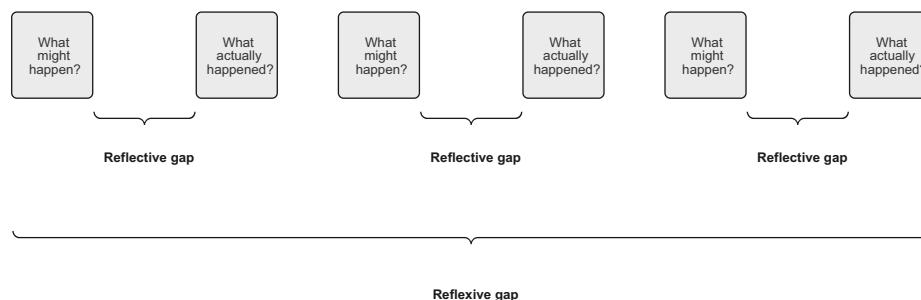 What
might
happen?
What
actually
happened?
What
might
happen?
What
actually
happened?
What
might
happen?
What
actually
happened?
Reflective gap
Reflective gap
Reflective gap
Reflexive gap